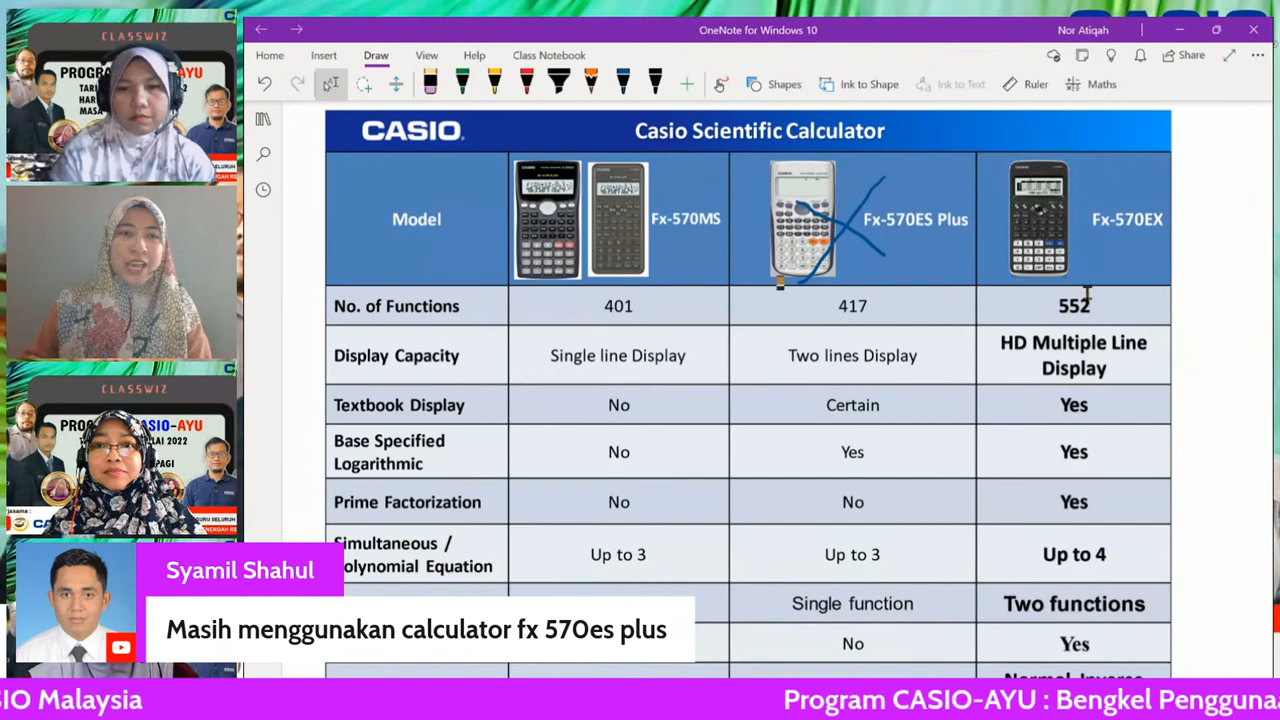 CLASSWIZ
OneNote for Windows 10
Nor Atiqah
Home
Insert
Draw
View
Help
Class Notebook
Share
Shapes
Ink to Shape
Ink to Text
Ruler
Maths
CASIO
Casio Scientific Calculator
Model
Fx-570MS
Fx-570ES Plus
Fx-570EX
No. of Functions
401
417
552
Display Capacity
Single line Display
Two lines Display
HD Multiple Line
Display
Textbook Display
No
Certain
Yes
Base Specified
Logarithmic
No
Yes
Yes
Prime Factorization
No
No
Yes
Simultaneous /
Polynomial Equation
Up to 3
Up to 3
Up to 4
Single function
Two functions
No
Yes
Normal, Inverse
CLASSWIZ
Syamil Shahul
Masih menggunakan calculator fx 570es plus
SIO Malaysia
Program CASIO-AYU : Bengkel Penggunaa